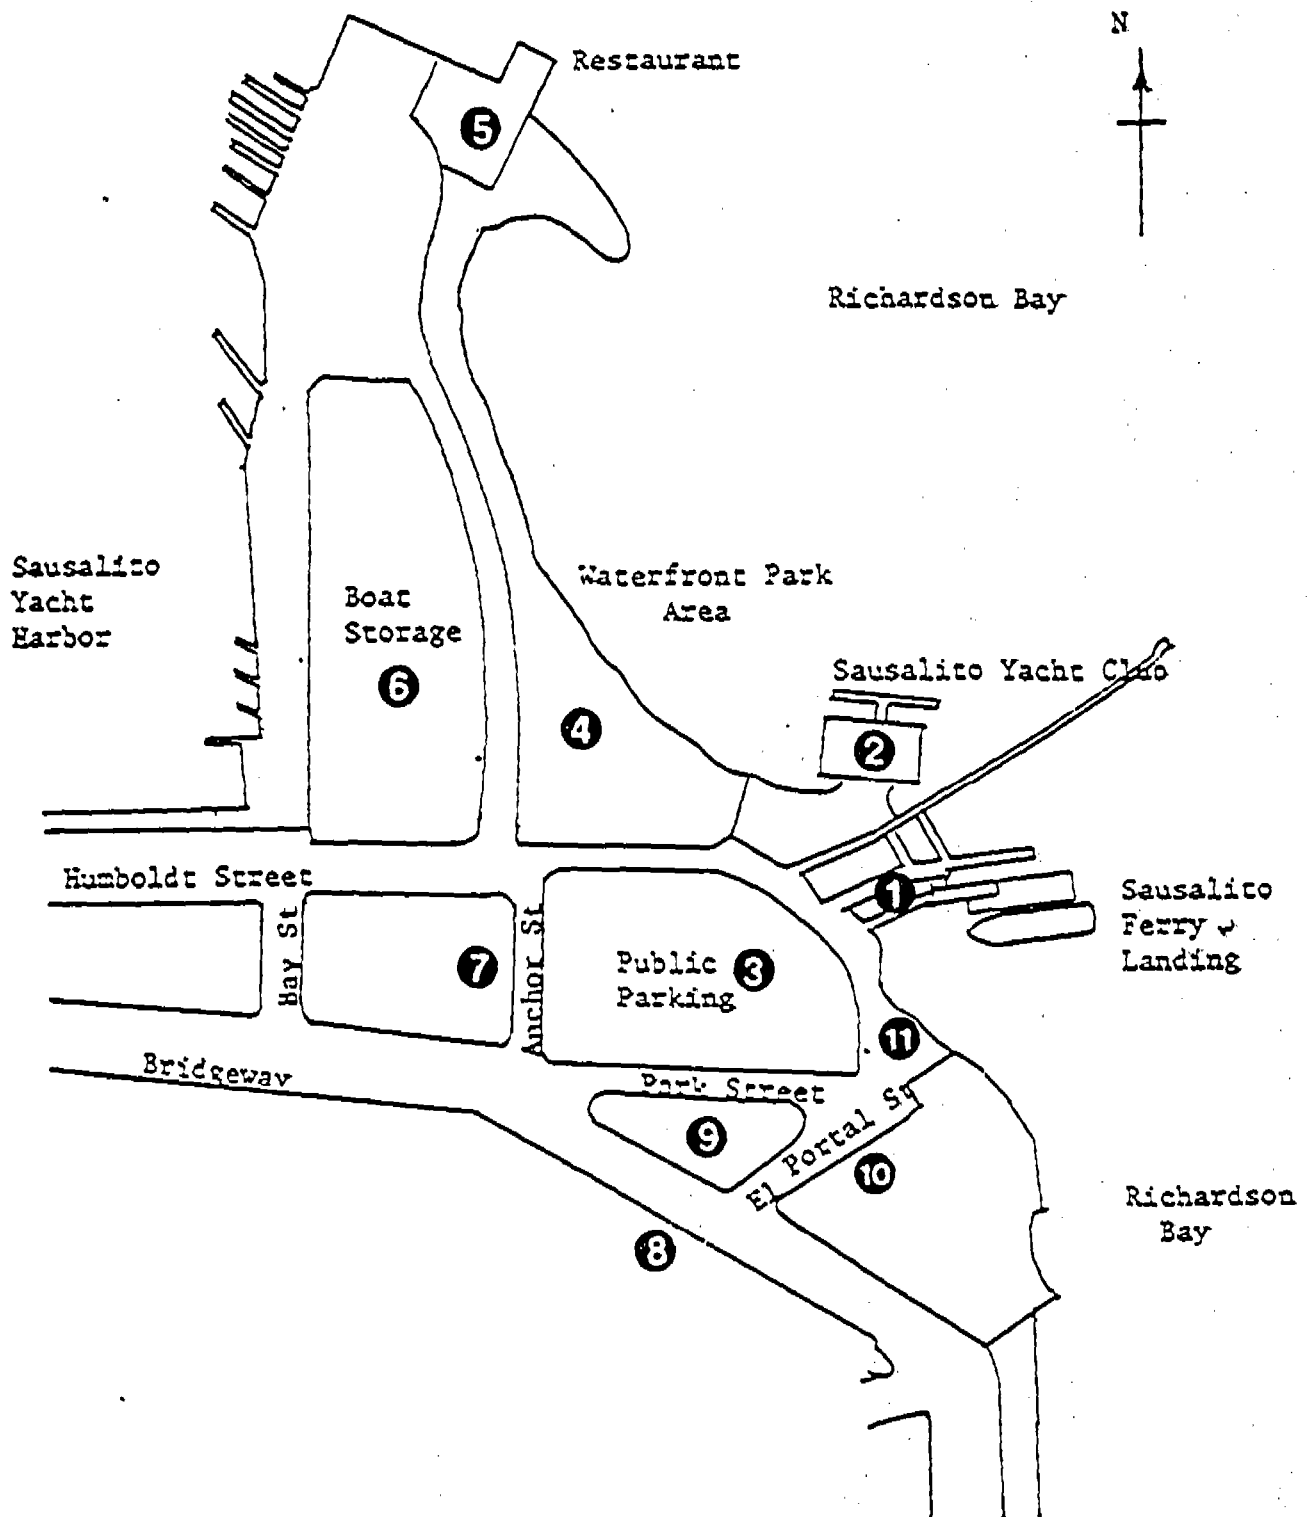 N
Restaurant
5
Richardson Bay
Sausalito
Yacht
Harbor
Boat
Storage
6
Waterfront Park
Area
4
Sausalito Yacht Club
2
Humboldt Street
1
Sausalito
Ferry
Landing
Bay St
7
Anchor St
Public
Parking
3
11
Bridgeway
Park Street
9
El Portal St
10
8
Richardson
Bay